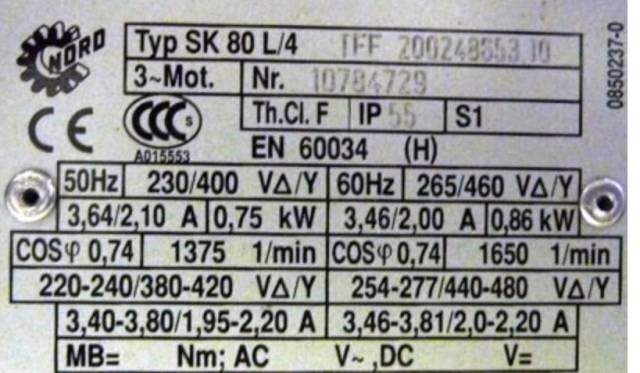 NORD
Typ SK 80 L/4 TFF 200248653.10
3~Mot. Nr. 10784729
Th.Cl. F IP 55 S1
CE CCC S
A015553
EN 60034 (H)
0850237-0
50Hz 230/400 VΔ/Y 60Hz 265/460 VΔ/Y
3,64/2,10 A 0,75 kW 3,46/2,00 A 0,86 kW
COSφ 0,74 1375 1/min COSφ 0,74 1650 1/min
220-240/380-420 VΔ/Y 254-277/440-480 VΔ/Y
3,40-3,80/1,95-2,20 A 3,46-3,81/2,0-2,20 A
MB= Nm; AC V~ ,DC V=